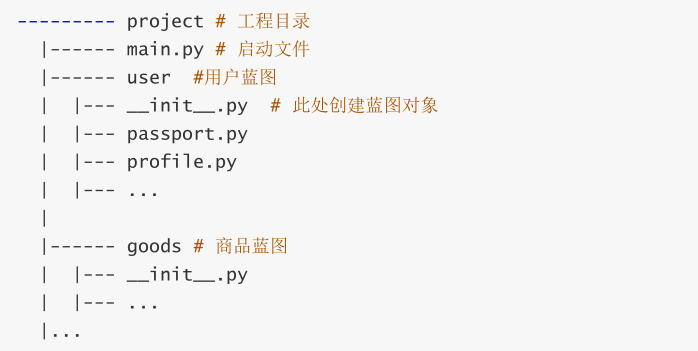 --------- project # 工程目录
  |------ main.py # 启动文件
  |------ user  #用户蓝图
  |  |--- __init__.py  # 此处创建蓝图对象
  |  |--- passport.py
  |  |--- profile.py
  |  |--- ...
  |
  |------ goods # 商品蓝图
  |  |--- __init__.py
  |  |--- ...
  |...